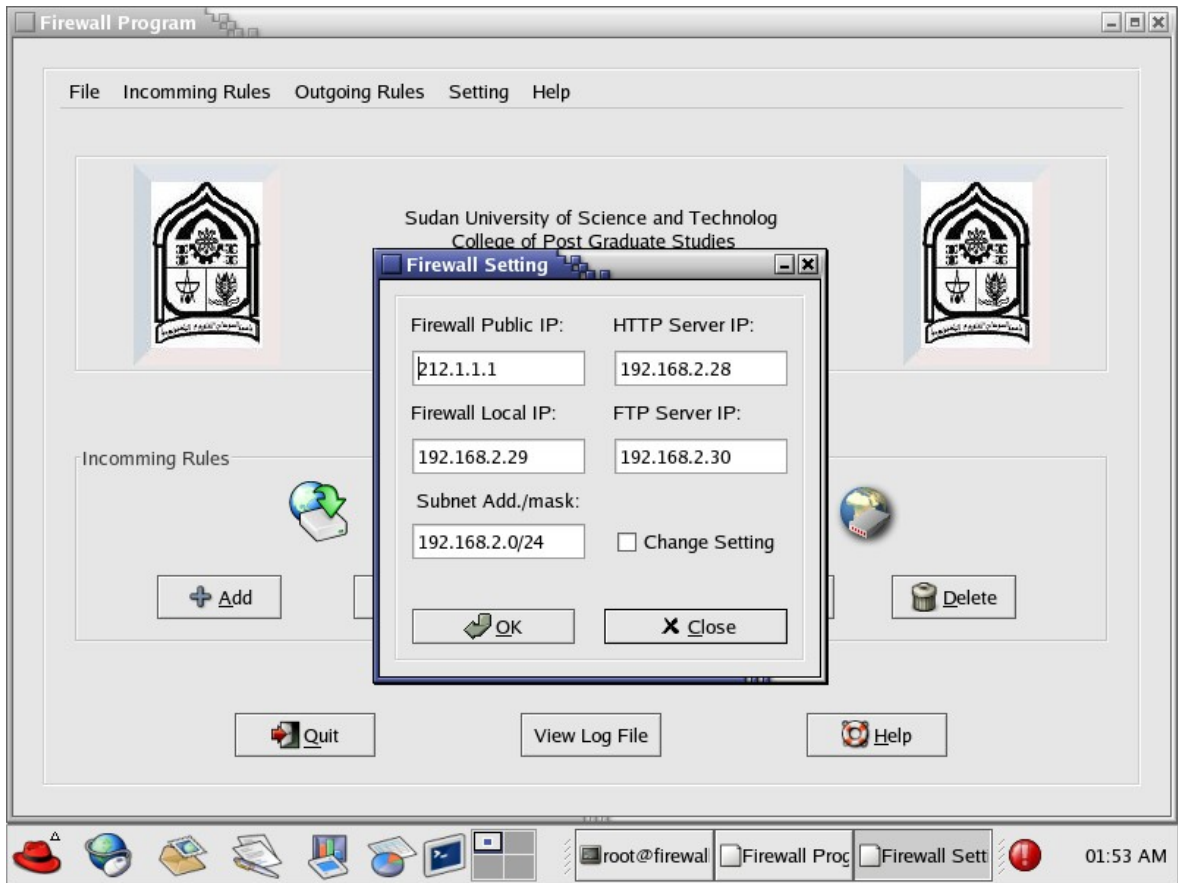 Firewall Program
File Incomming Rules Outgoing Rules Setting Help
Sudan University of Science and Technolog
College of Post Graduate Studies
Firewall Setting
Firewall Public IP: HTTP Server IP:
212.1.1.1 192.168.2.28
Firewall Local IP: FTP Server IP:
192.168.2.29 192.168.2.30
Subnet Add./mask:
192.168.2.0/24 Change Setting
OK Close
Incomming Rules
Add Delete
Quit View Log File Help
root@firewal Firewall Prog Firewall Sett 01:53 AM